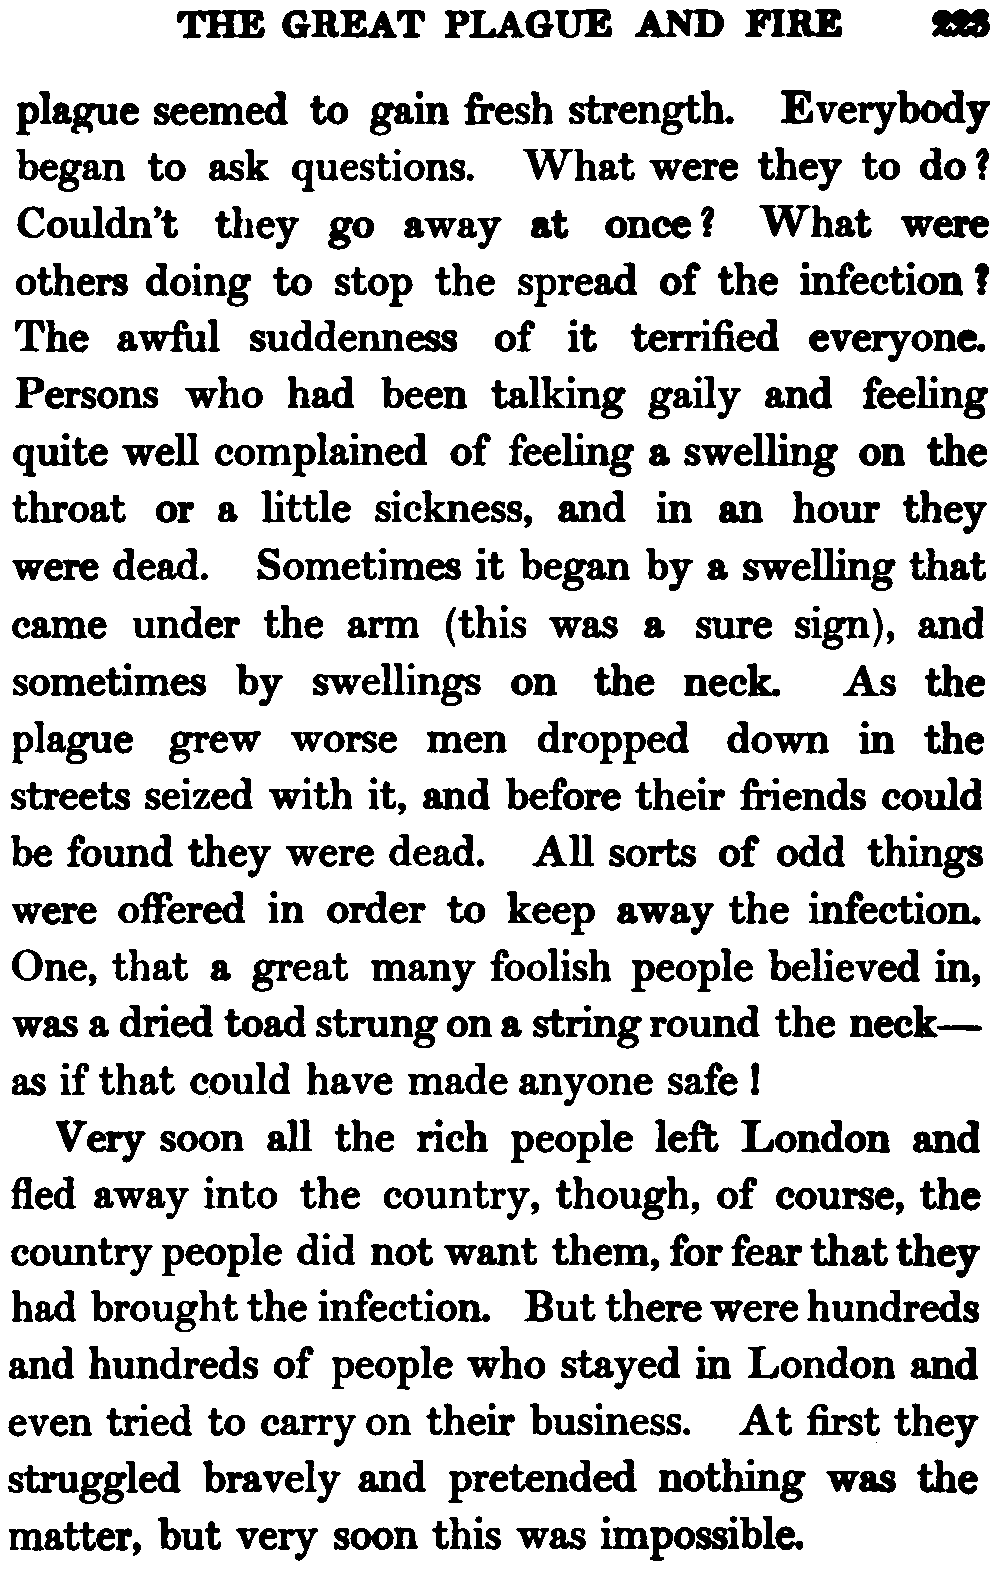 THE GREAT PLAGUE AND FIRE
plague seemed to gain fresh strength. Everybody
began to ask questions. What were they to do?
Couldn't they go away at once? What were
others doing to stop the spread of the infection?
The awful suddenness of it terrified everyone.
Persons who had been talking gaily and feeling
quite well complained of feeling a swelling on the
throat or a little sickness, and in an hour they
were dead. Sometimes it began by a swelling that
came under the arm (this was a sure sign), and
sometimes by swellings on the neck. As the
plague grew worse men dropped down in the
streets seized with it, and before their friends could
be found they were dead. All sorts of odd things
were offered in order to keep away the infection.
One, that a great many foolish people believed in,
was a dried toad strung on a string round the neck—
as if that could have made anyone safe!
Very soon all the rich people left London and
fled away into the country, though, of course, the
country people did not want them, for fear that they
had brought the infection. But there were hundreds
and hundreds of people who stayed in London and
even tried to carry on their business. At first they
struggled bravely and pretended nothing was the
matter, but very soon this was impossible.